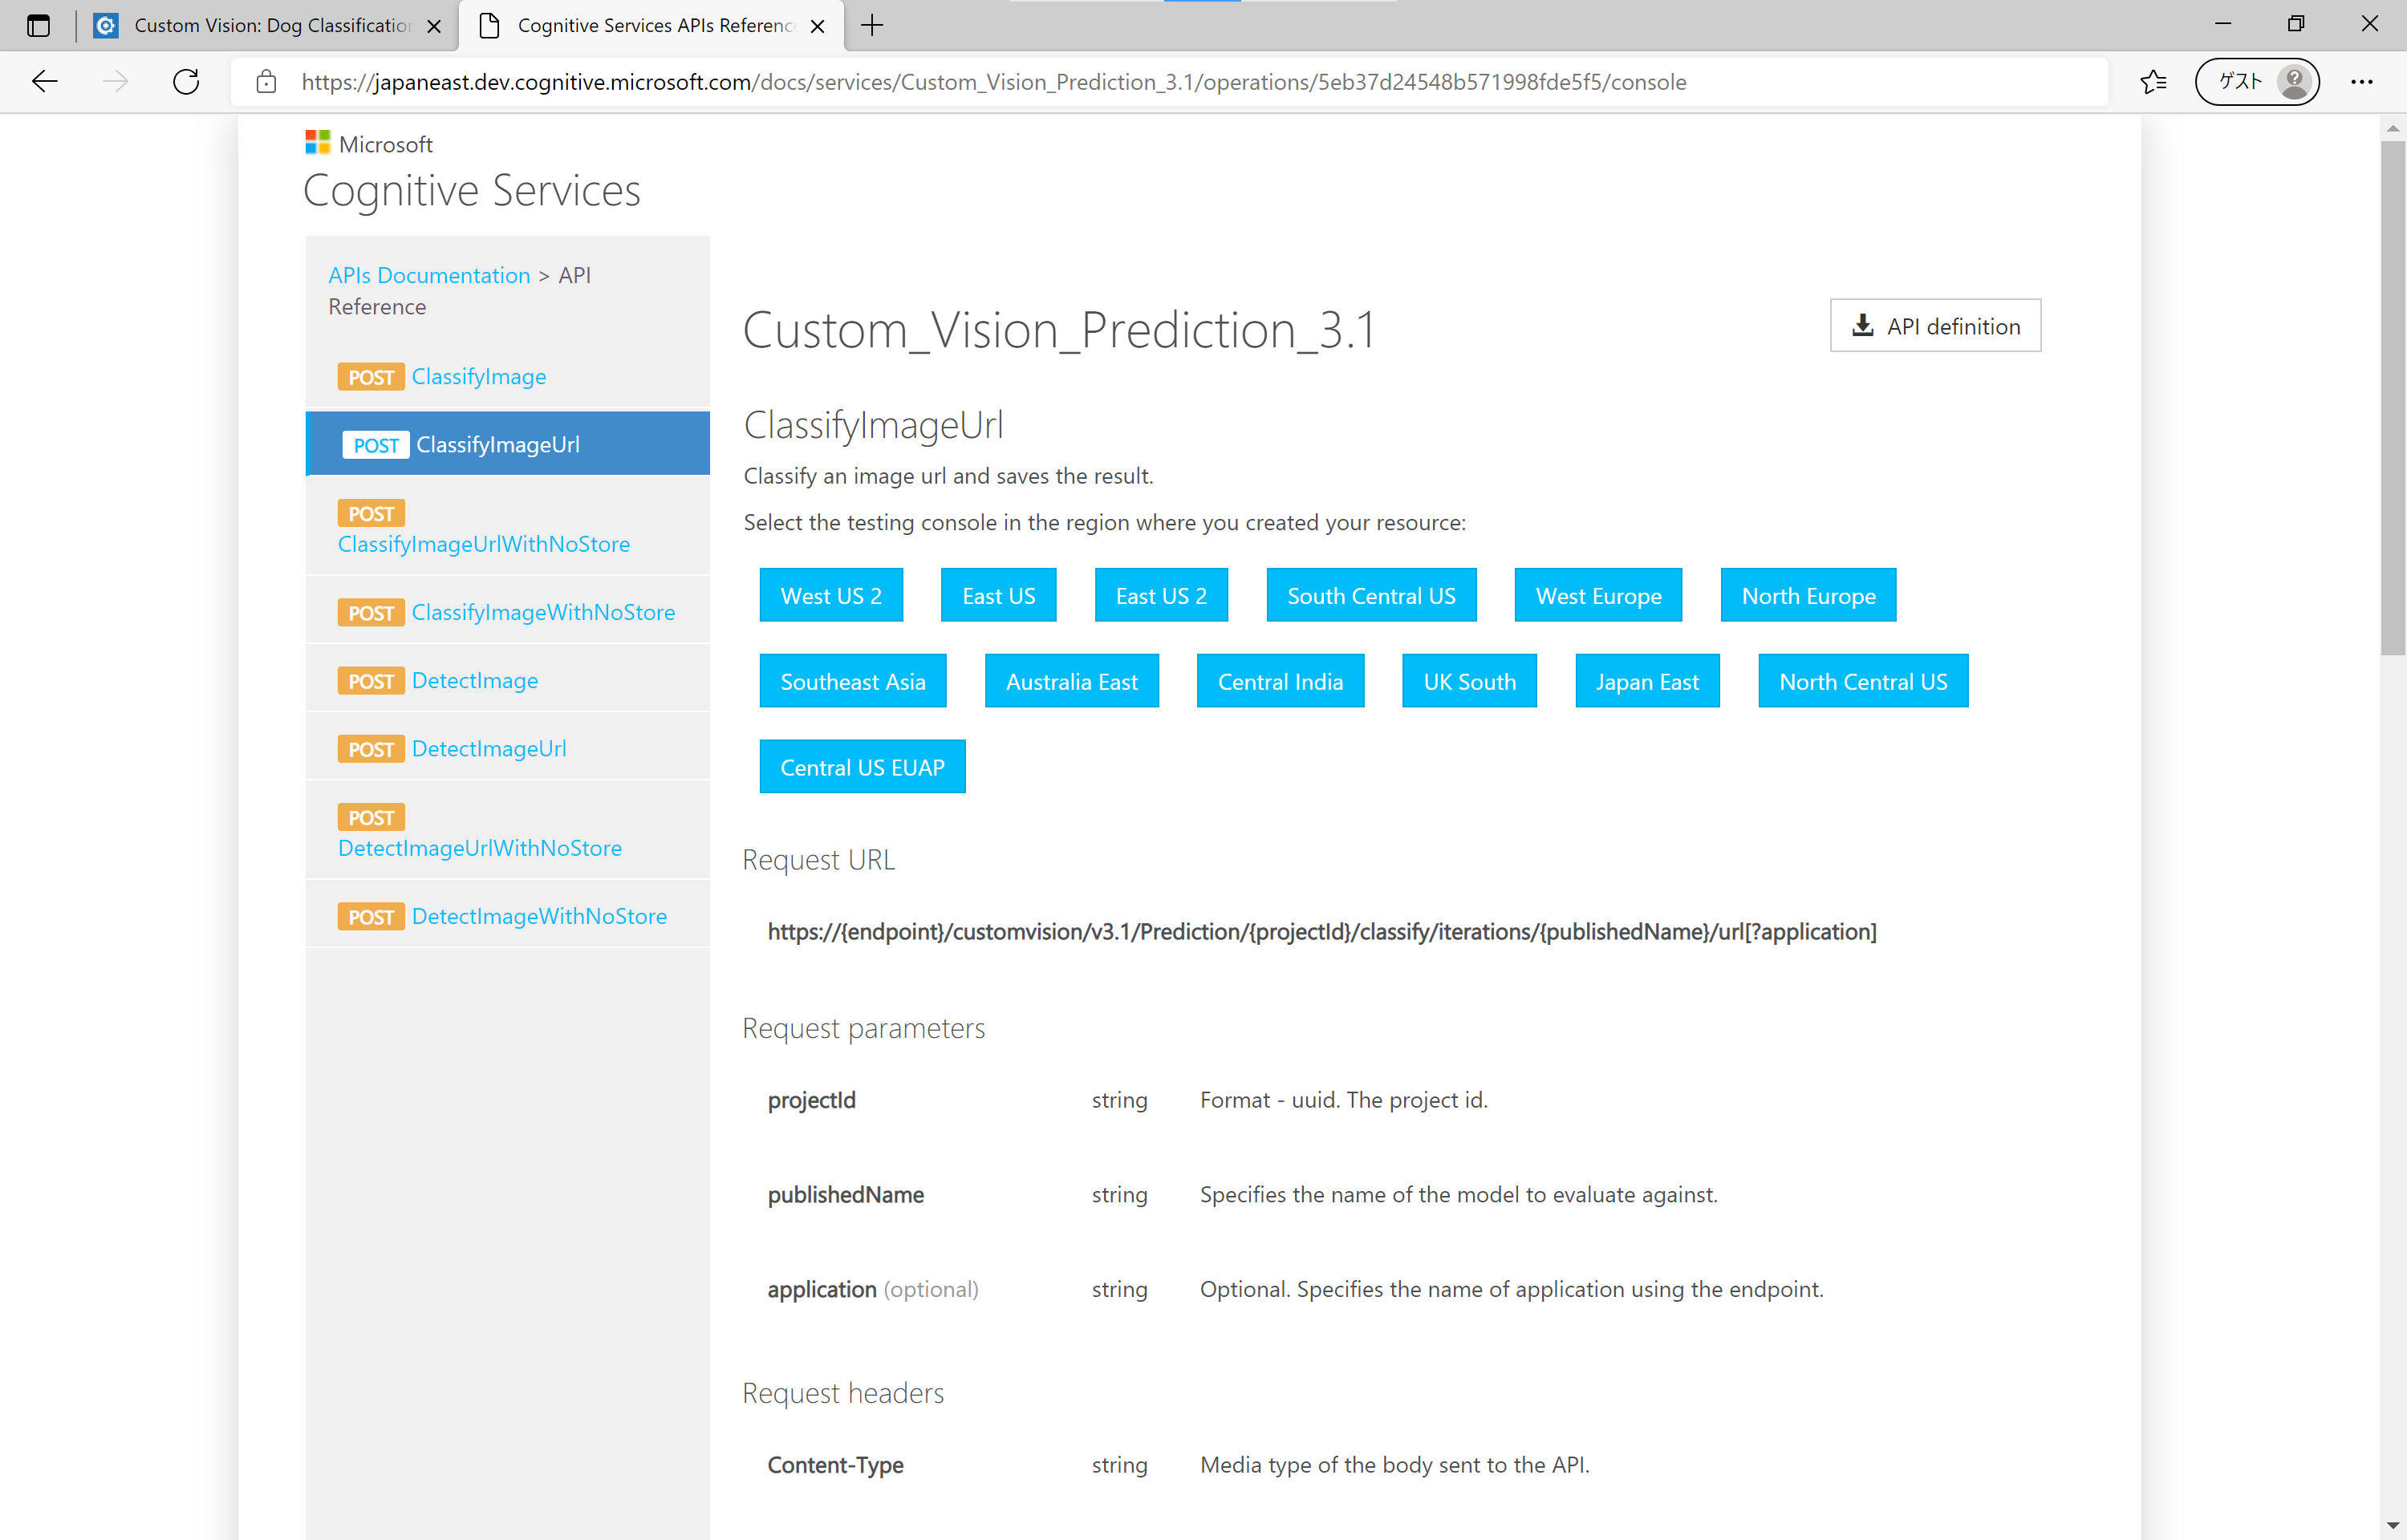 Custom Vision: Dog Classification
Cognitive Services APIs Reference
https://japaneast.dev.cognitive.microsoft.com/docs/services/Custom_Vision_Prediction_3.1/operations/5eb37d24548b571998fde5f5/console
ゲスト
Microsoft
Cognitive Services
APIs Documentation > API
Reference
POST ClassifyImage
POST ClassifyImageUrl
POST
ClassifyImageUrlWithNoStore
POST ClassifyImageWithNoStore
POST DetectImage
POST DetectImageUrl
POST
DetectImageUrlWithNoStore
POST DetectImageWithNoStore
Custom_Vision_Prediction_3.1
API definition
ClassifyImageUrl
Classify an image url and saves the result.
Select the testing console in the region where you created your resource:
West US 2 East US East US 2 South Central US West Europe North Europe
Southeast Asia Australia East Central India UK South Japan East North Central US
Central US EUAP
Request URL
https://{endpoint}/customvision/v3.1/Prediction/{projectId}/classify/iterations/{publishedName}/url[?application]
Request parameters
projectId string Format - uuid. The project id.
publishedName string Specifies the name of the model to evaluate against.
application (optional) string Optional. Specifies the name of application using the endpoint.
Request headers
Content-Type string Media type of the body sent to the API.